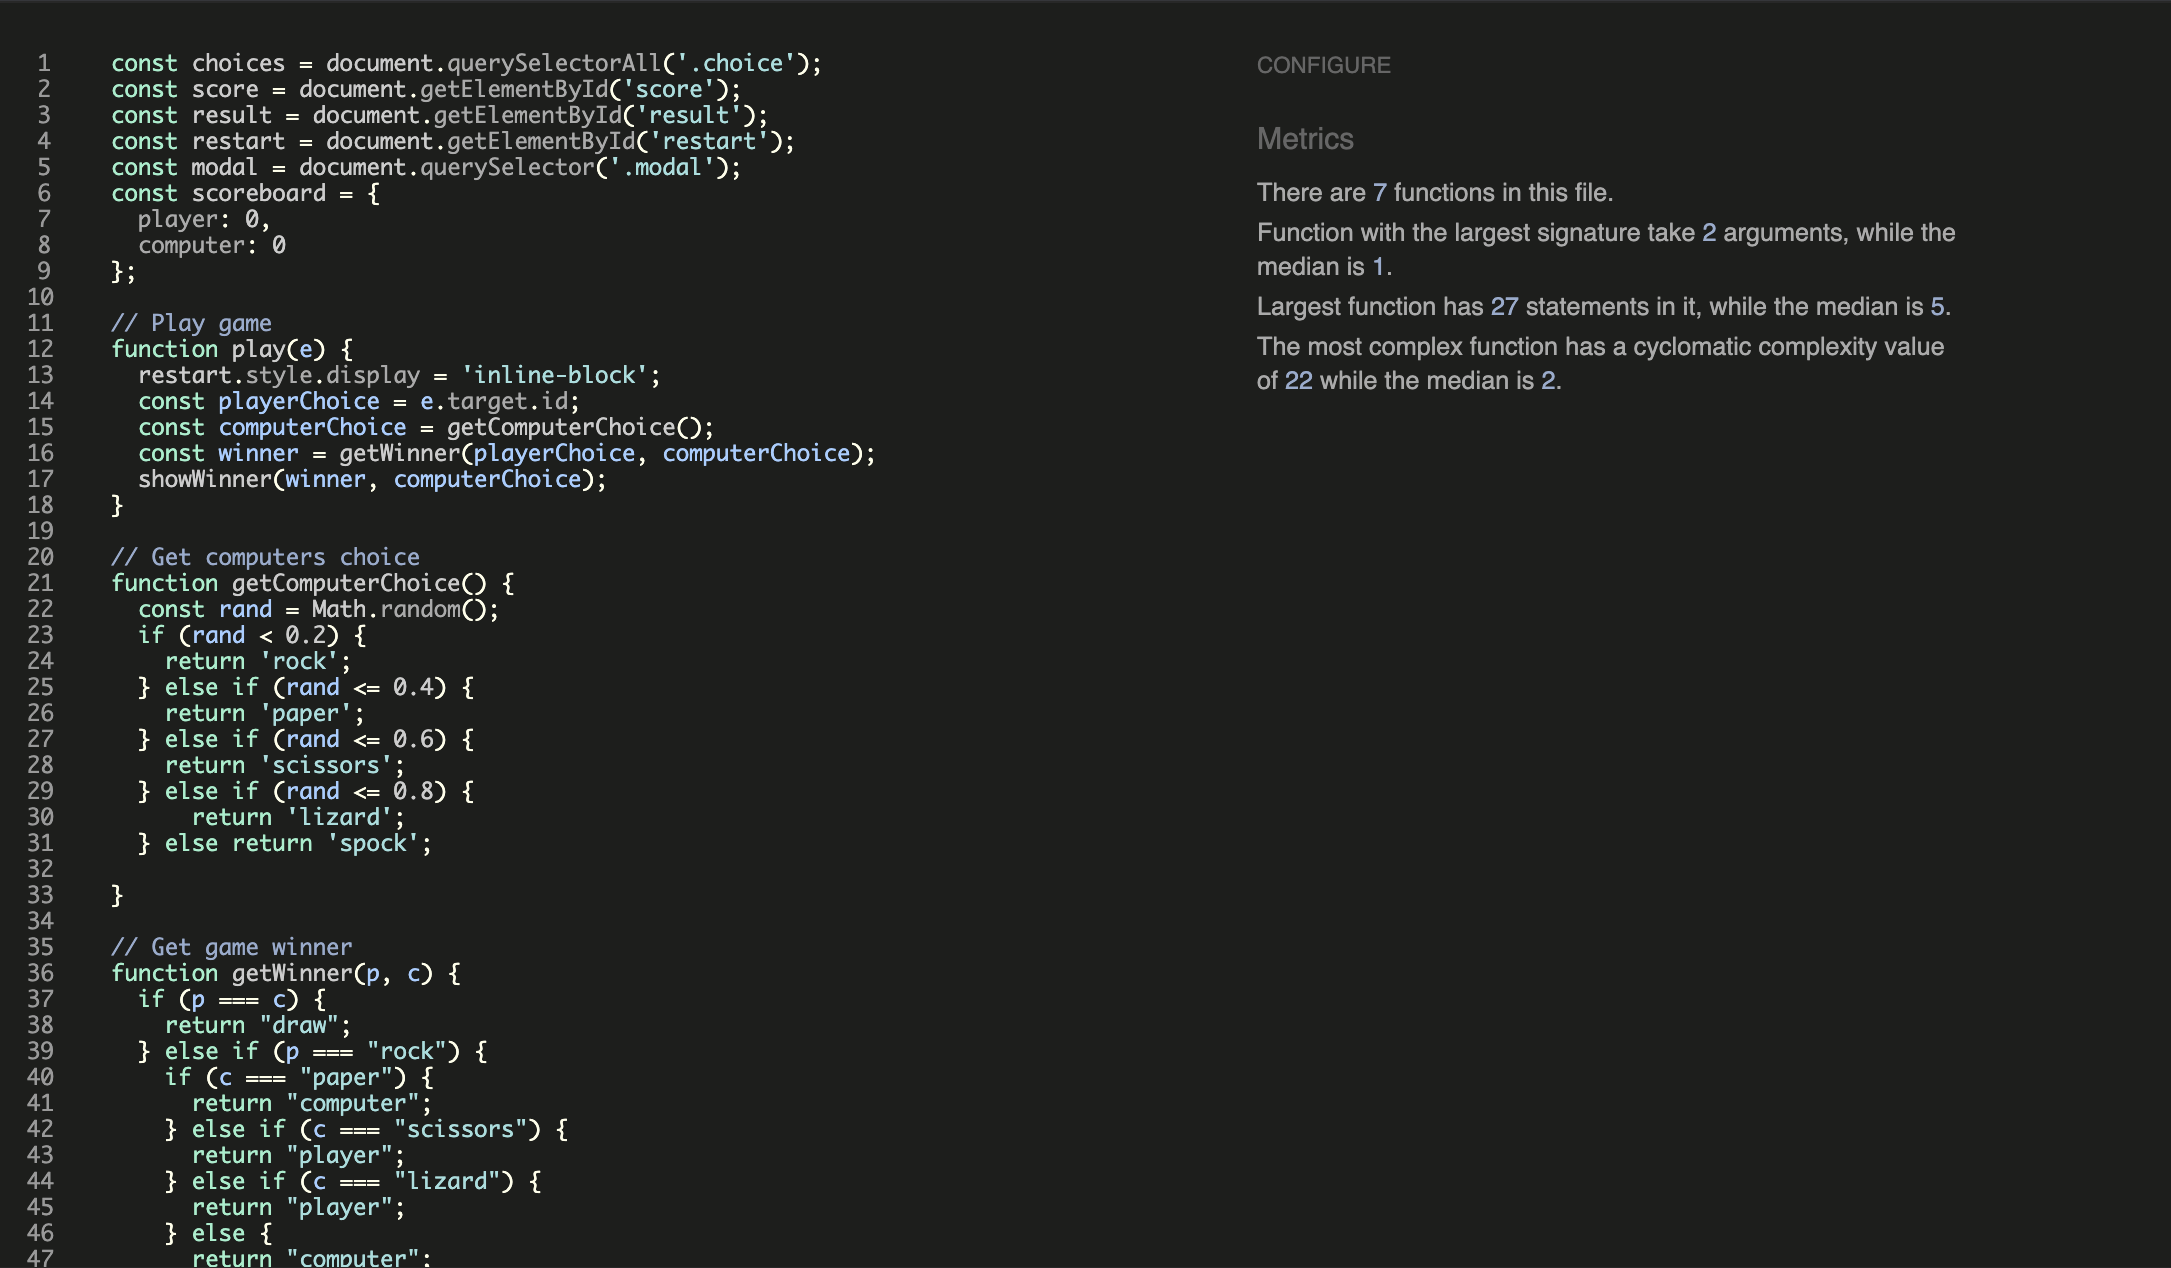 1 const choices = document.querySelectorAll('.choice');
2 const score = document.getElementById('score');
3 const result = document.getElementById('result');
4 const restart = document.getElementById('restart');
5 const modal = document.querySelector('.modal');
6 const scoreboard = {
7   player: 0,
8   computer: 0
9 };
10
11 // Play game
12 function play(e) {
13   restart.style.display = 'inline-block';
14   const playerChoice = e.target.id;
15   const computerChoice = getComputerChoice();
16   const winner = getWinner(playerChoice, computerChoice);
17   showWinner(winner, computerChoice);
18 }
19
20 // Get computers choice
21 function getComputerChoice() {
22   const rand = Math.random();
23   if (rand < 0.2) {
24     return 'rock';
25   } else if (rand <= 0.4) {
26     return 'paper';
27   } else if (rand <= 0.6) {
28     return 'scissors';
29   } else if (rand <= 0.8) {
30       return 'lizard';
31   } else return 'spock';
32
33 }
34
35 // Get game winner
36 function getWinner(p, c) {
37   if (p === c) {
38     return "draw";
39   } else if (p === "rock") {
40     if (c === "paper") {
41       return "computer";
42     } else if (c === "scissors") {
43       return "player";
44     } else if (c === "lizard") {
45       return "player";
46     } else {
47       return "computer";
CONFIGURE
Metrics
There are 7 functions in this file.
Function with the largest signature take 2 arguments, while the
median is 1.
Largest function has 27 statements in it, while the median is 5.
The most complex function has a cyclomatic complexity value
of 22 while the median is 2.